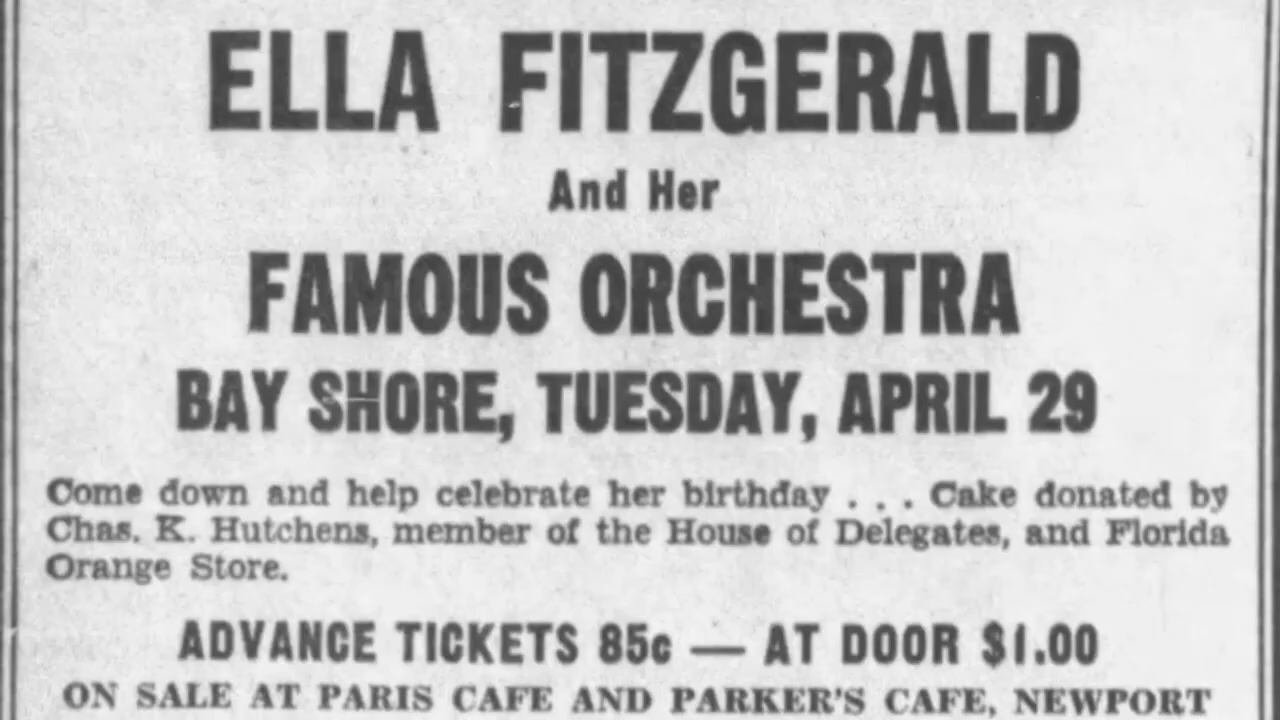 ELLA FITZGERALD
And Her
FAMOUS ORCHESTRA
BAY SHORE, TUESDAY, APRIL 29
Come down and help celebrate her birthday . . . Cake donated by
Chas. K. Hutchens, member of the House of Delegates, and Florida
Orange Store.
ADVANCE TICKETS 85c — AT DOOR $1.00
ON SALE AT PARIS CAFE AND PARKER'S CAFE, NEWPORT